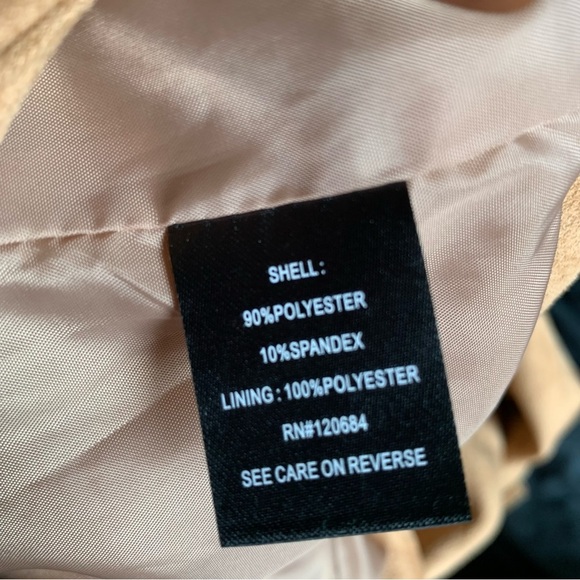 SHELL:
90%POLYESTER
10%SPANDEX
LINING:100%POLYESTER
RN#120684
SEE CARE ON REVERSE